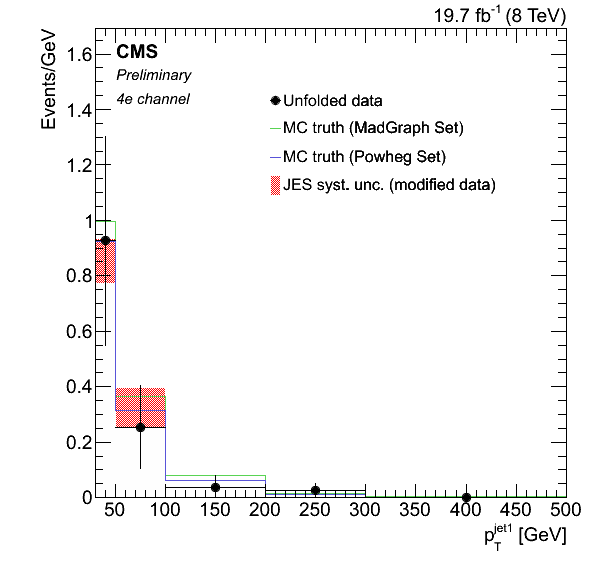 19.7 fb-1 (8 TeV)
Events/GeV
CMS
Preliminary
4e channel
Unfolded data
MC truth (MadGraph Set)
MC truth (Powheg Set)
JES syst. unc. (modified data)
1.6
1.4
1.2
1
0.8
0.6
0.4
0.2
0
50 100 150 200 250 300 350 400 450 500
pTjet1 [GeV]